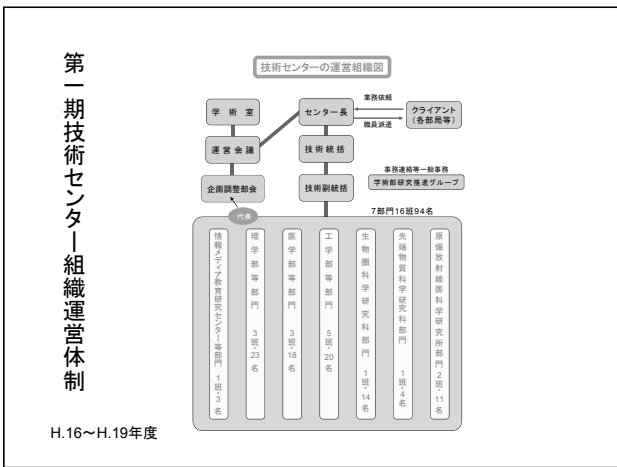 第一期技術センター組織運営体制
技術センターの運営組織図
学術室
センター長
業務依頼
職員派遣
クライアント
(各部局等)
運営会議
技術統括
企画調整部会
技術副統括
事務連絡等一般事務
学術部研究推進グループ
代表
7部門16班94名
情報メディア教育研究センター等部門 1班・3名
理学部等部門 3班・23名
医学部等部門 3班・18名
工学部等部門 5班・20名
生物圏科学研究科部門 1班・14名
先端物質科学研究科部門 1班・4名
原爆放射線医科学研究所部門 2班・11名
H.16～H.19年度